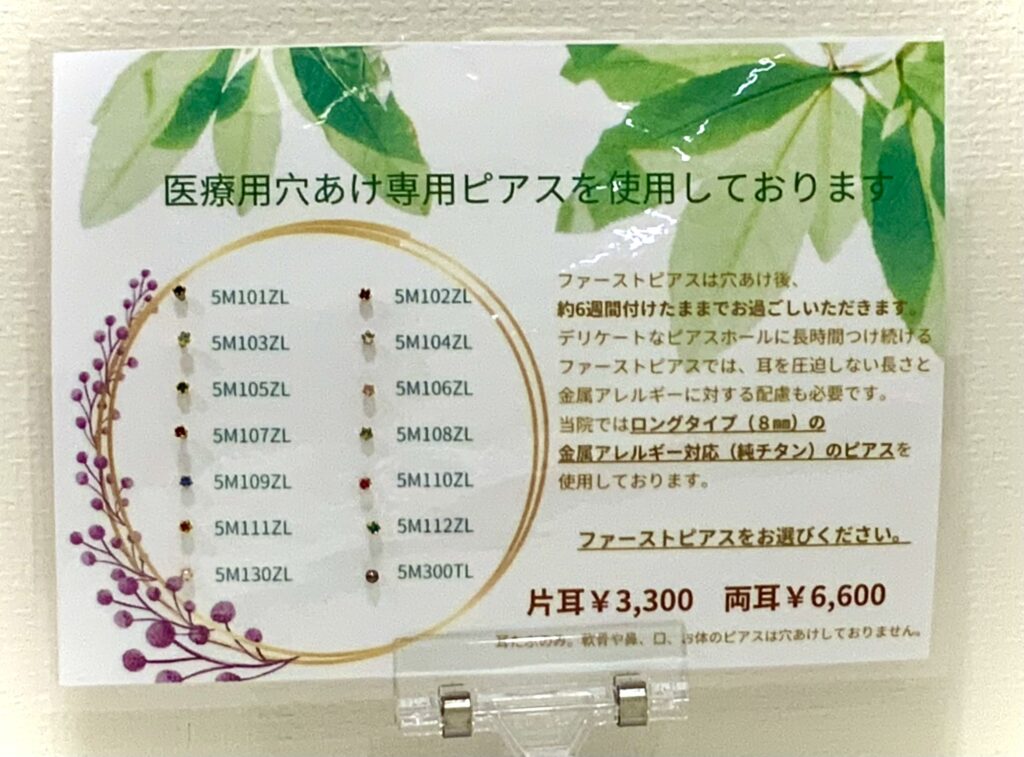 医療用穴あけ専用ピアスを使用しております
5M101ZL 5M102ZL
5M103ZL 5M104ZL
5M105ZL 5M106ZL
5M107ZL 5M108ZL
5M109ZL 5M110ZL
5M111ZL 5M112ZL
5M130ZL 5M300TL
ファーストピアスは穴あけ後、
約6週間付けたままでお過ごしいただきます。
デリケートなピアスホールに長時間つけ続ける
ファーストピアスでは、耳を圧迫しない長さと
金属アレルギーに対する配慮も必要です。
当院ではロングタイプ（8㎜）の
金属アレルギー対応（純チタン）のピアスを
使用しております。
ファーストピアスをお選びください。
片耳￥3,300 両耳￥6,600
耳たぶのみ。軟骨や鼻、口、お体のピアスは穴あけしておりません。